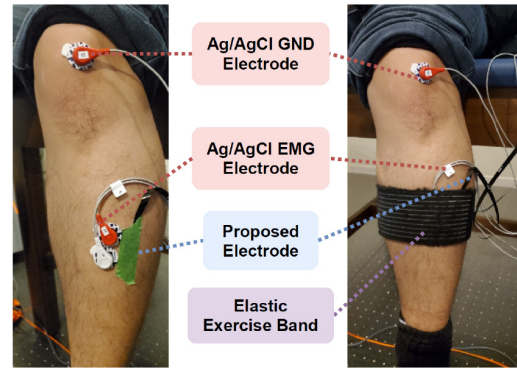 Ag/AgCl GND
Electrode
Ag/AgCl EMG
Electrode
Proposed
Electrode
Elastic
Exercise Band